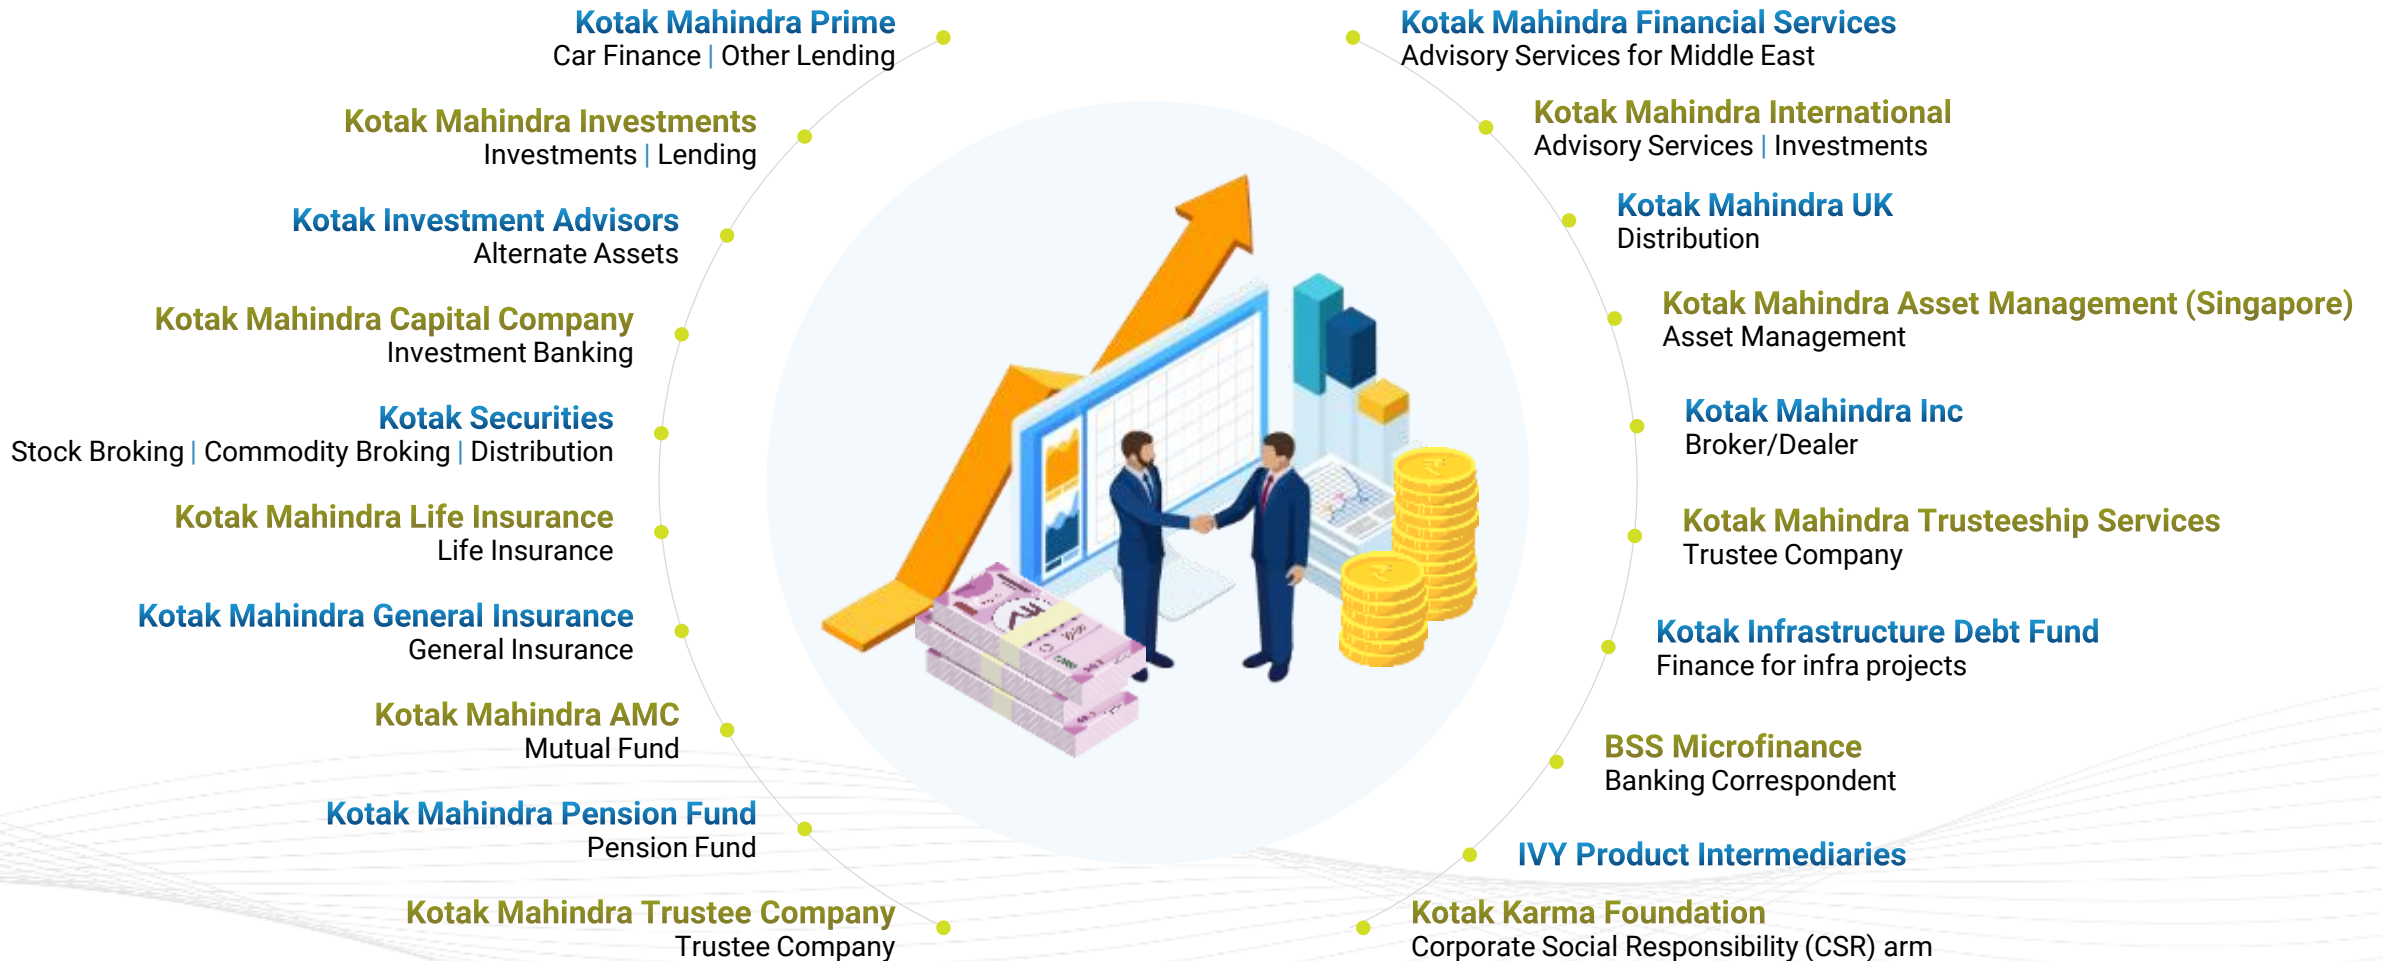 Kotak Mahindra Prime
Car Finance | Other Lending
Kotak Mahindra Investments
Investments | Lending
Kotak Investment Advisors
Alternate Assets
Kotak Mahindra Capital Company
Investment Banking
Kotak Securities
Stock Broking | Commodity Broking | Distribution
Kotak Mahindra Life Insurance
Life Insurance
Kotak Mahindra General Insurance
General Insurance
Kotak Mahindra AMC
Mutual Fund
Kotak Mahindra Pension Fund
Pension Fund
Kotak Mahindra Trustee Company
Trustee Company
Kotak Mahindra Financial Services
Advisory Services for Middle East
Kotak Mahindra International
Advisory Services | Investments
Kotak Mahindra UK
Distribution
Kotak Mahindra Asset Management (Singapore)
Asset Management
Kotak Mahindra Inc
Broker/Dealer
Kotak Mahindra Trusteeship Services
Trustee Company
Kotak Infrastructure Debt Fund
Finance for infra projects
BSS Microfinance
Banking Correspondent
IVY Product Intermediaries
Kotak Karma Foundation
Corporate Social Responsibility (CSR) arm